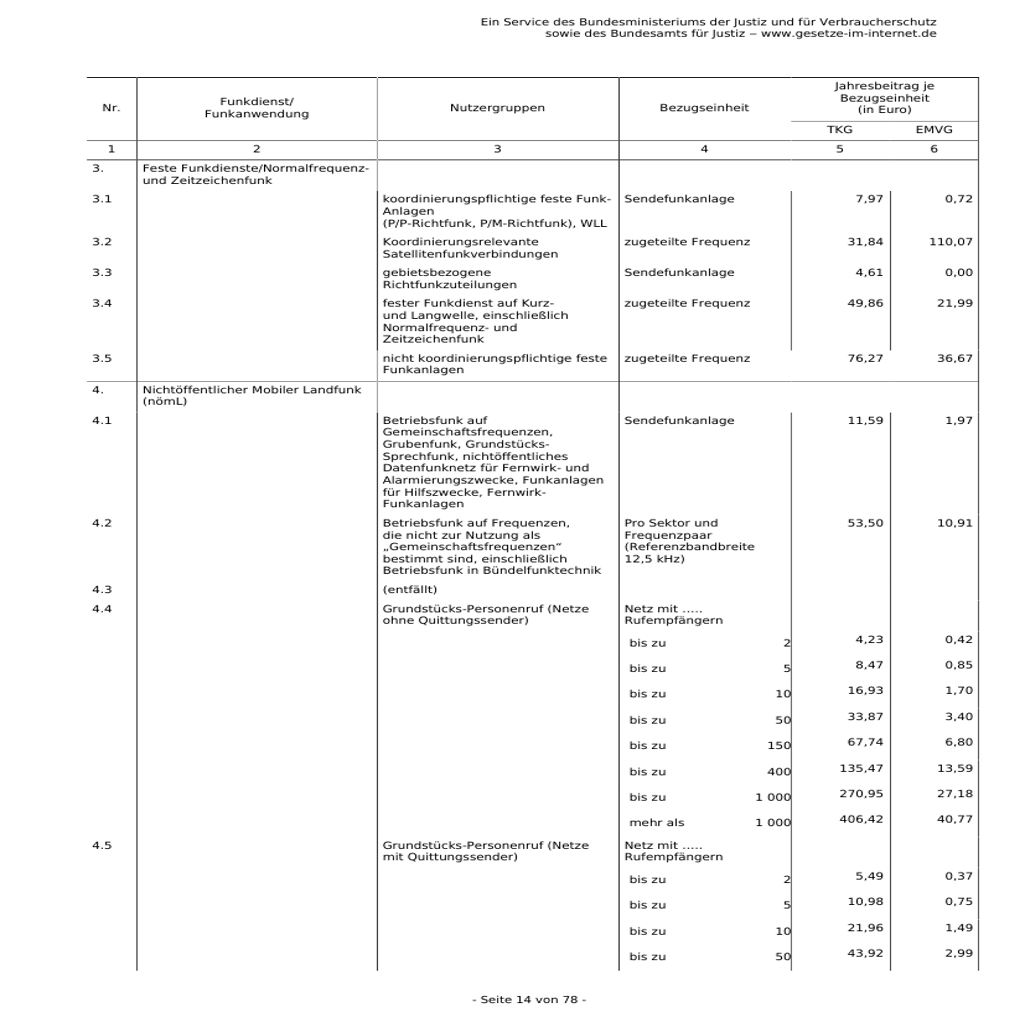 Ein Service des Bundesministeriums der Justiz und für Verbraucherschutz
sowie des Bundesamts für Justiz – www.gesetze-im-internet.de
Nr. Funkdienst/ Nutzergruppen Bezugseinheit Jahresbeitrag je
Funkanwendung Bezugseinheit
(in Euro)
TKG EMVG
1 2 3 4 5 6
3. Feste Funkdienste/Normalfrequenz-
und Zeitzeichenfunk
3.1 koordinierungspflichtige feste Funk- Sendefunkanlage 7,97 0,72
Anlagen
(P/P-Richtfunk, P/M-Richtfunk), WLL
3.2 Koordinierungsrelevante zugeteilte Frequenz 31,84 110,07
Satellitenfunkverbindungen
3.3 gebietsbezogene Sendefunkanlage 4,61 0,00
Richtfunkzuteilungen
3.4 fester Funkdienst auf Kurz- zugeteilte Frequenz 49,86 21,99
und Langwelle, einschließlich
Normalfrequenz- und
Zeitzeichenfunk
3.5 nicht koordinierungspflichtige feste zugeteilte Frequenz 76,27 36,67
Funkanlagen
4. Nichtöffentlicher Mobiler Landfunk
(nömL)
4.1 Betriebsfunk auf Sendefunkanlage 11,59 1,97
Gemeinschaftsfrequenzen,
Grubenfunk, Grundstücks-
Sprechfunk, nichtöffentliches
Datenfunknetz für Fernwirk- und
Alarmierungszwecke, Funkanlagen
für Hilfszwecke, Fernwirk-
Funkanlagen
4.2 Betriebsfunk auf Frequenzen, Pro Sektor und 53,50 10,91
die nicht zur Nutzung als Frequenzpaar
„Gemeinschaftsfrequenzen“ (Referenzbandbreite
bestimmt sind, einschließlich 12,5 kHz)
Betriebsfunk in Bündelfunktechnik
4.3 (entfällt)
4.4 Grundstücks-Personenruf (Netze Netz mit .....
ohne Quittungssender) Rufempfängern
bis zu 2 4,23 0,42
bis zu 5 8,47 0,85
bis zu 10 16,93 1,70
bis zu 50 33,87 3,40
bis zu 150 67,74 6,80
bis zu 400 135,47 13,59
bis zu 1 000 270,95 27,18
mehr als 1 000 406,42 40,77
4.5 Grundstücks-Personenruf (Netze Netz mit .....
mit Quittungssender) Rufempfängern
bis zu 2 5,49 0,37
bis zu 5 10,98 0,75
bis zu 10 21,96 1,49
bis zu 50 43,92 2,99
- Seite 14 von 78 -